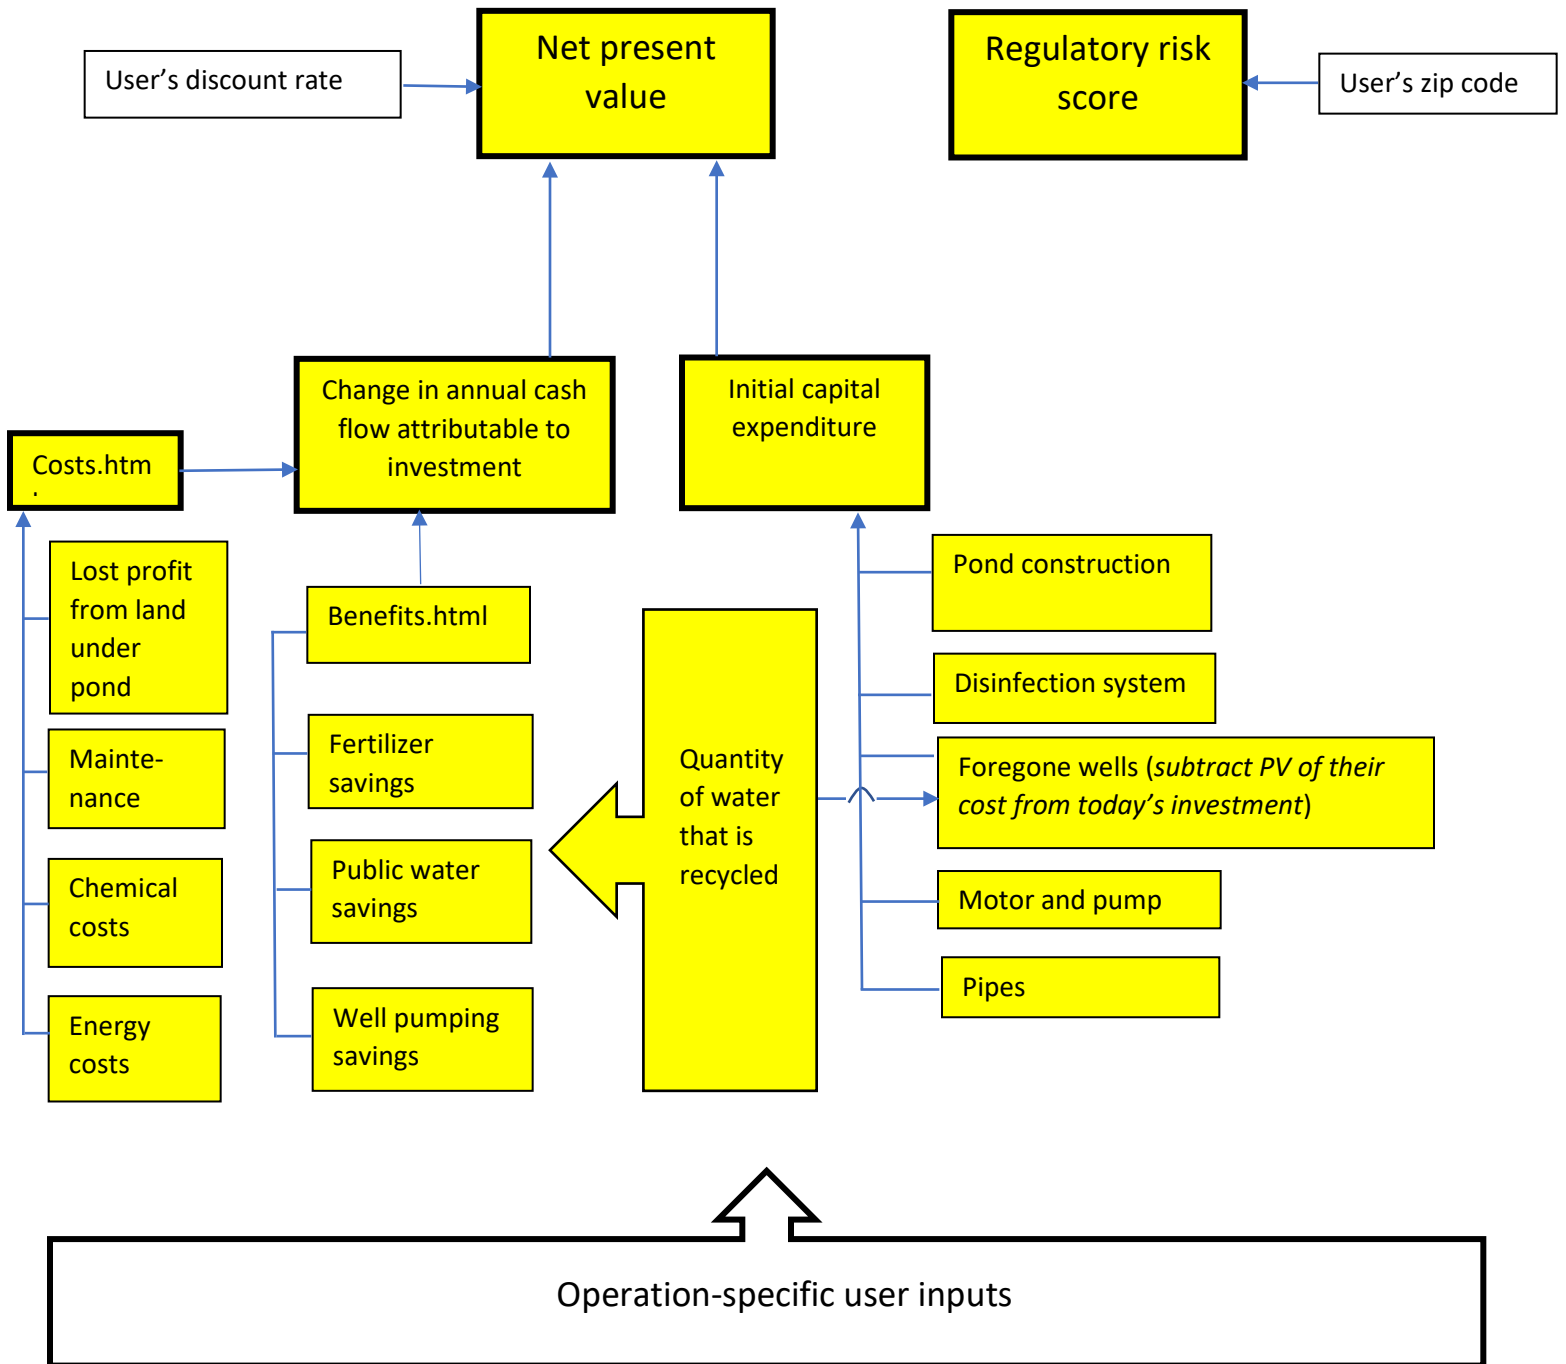 Net present
value
Regulatory risk
score
User’s discount rate
User’s zip code
Change in annual cash
flow attributable to
investment
Initial capital
expenditure
Costs.htm
Lost profit
from land
under
pond
Mainte-
nance
Chemical
costs
Energy
costs
Benefits.html
Fertilizer
savings
Public water
savings
Well pumping
savings
Quantity
of water
that is
recycled
Pond construction
Disinfection system
Foregone wells (subtract PV of their
cost from today’s investment)
Motor and pump
Pipes
Operation-specific user inputs